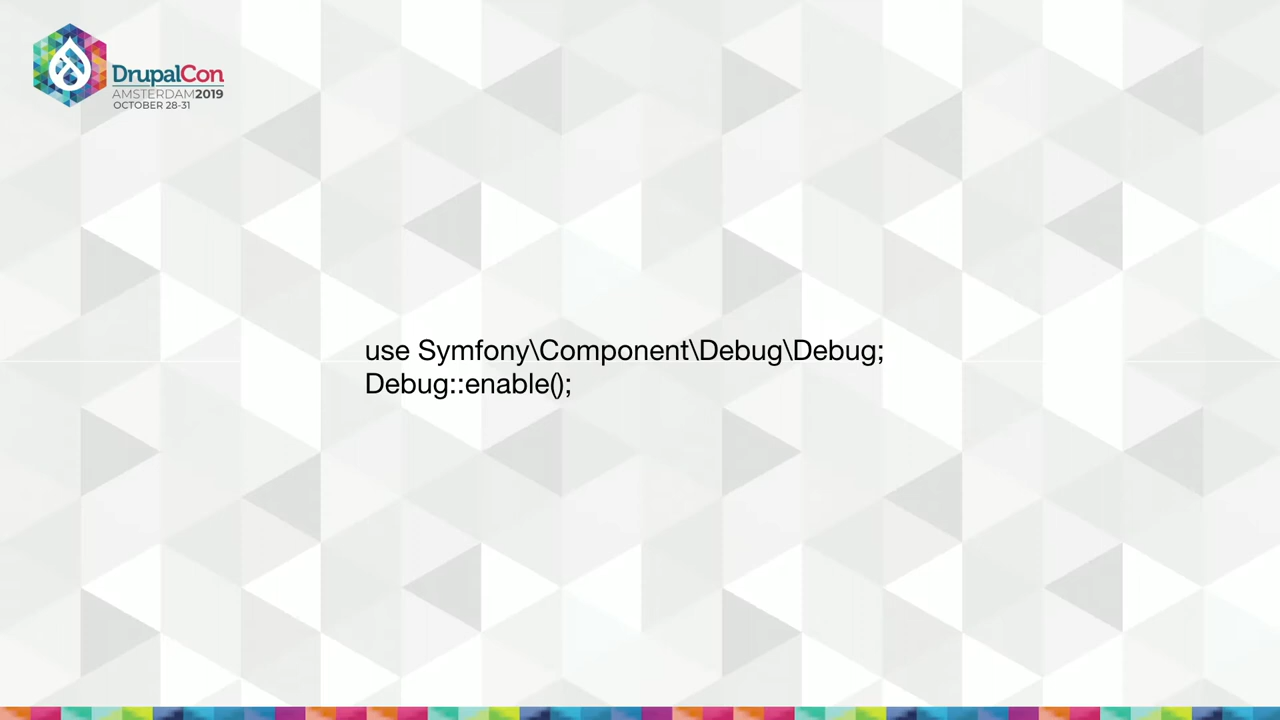 DrupalCon
AMSTERDAM2019
OCTOBER 28-31
use Symfony\Component\Debug\Debug;
Debug::enable();